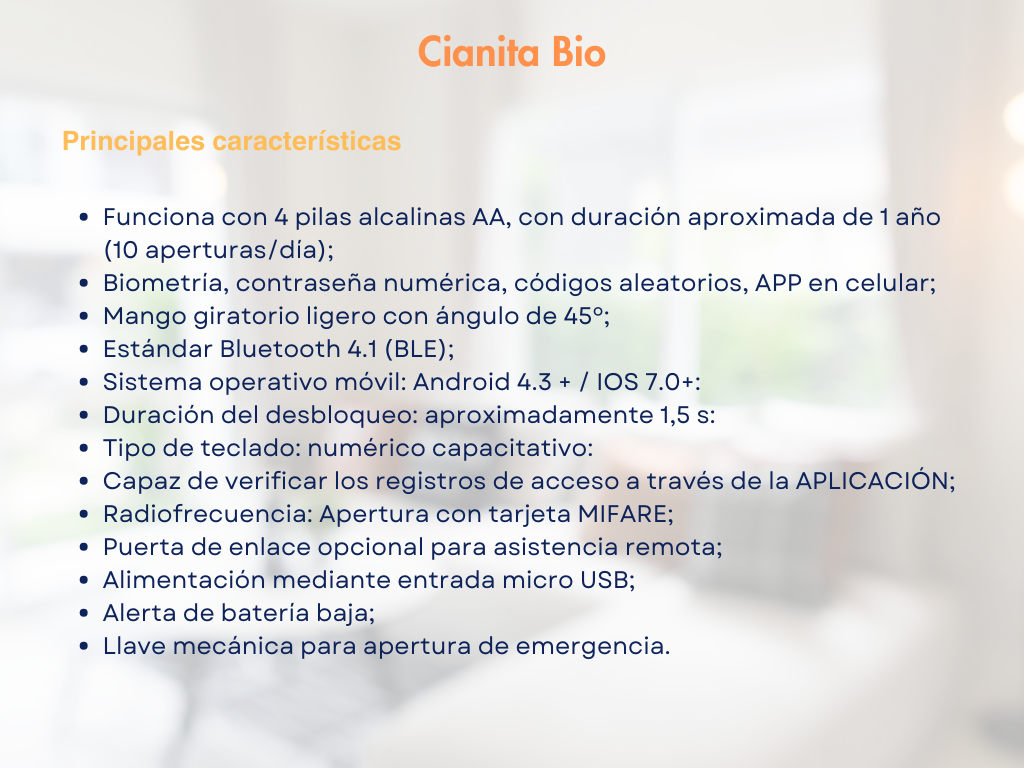 Cianita Bio
Principales características
• Funciona con 4 pilas alcalinas AA, con duración aproximada de 1 año
(10 aperturas/día);
• Biometría, contraseña numérica, códigos aleatorios, APP en celular;
• Mango giratorio ligero con ángulo de 45º;
• Estándar Bluetooth 4.1 (BLE);
• Sistema operativo móvil: Android 4.3 + / IOS 7.0+:
• Duración del desbloqueo: aproximadamente 1,5 s:
• Tipo de teclado: numérico capacitativo:
• Capaz de verificar los registros de acceso a través de la APLICACIÓN;
• Radiofrecuencia: Apertura con tarjeta MIFARE;
• Puerta de enlace opcional para asistencia remota;
• Alimentación mediante entrada micro USB;
• Alerta de batería baja;
• Llave mecánica para apertura de emergencia.